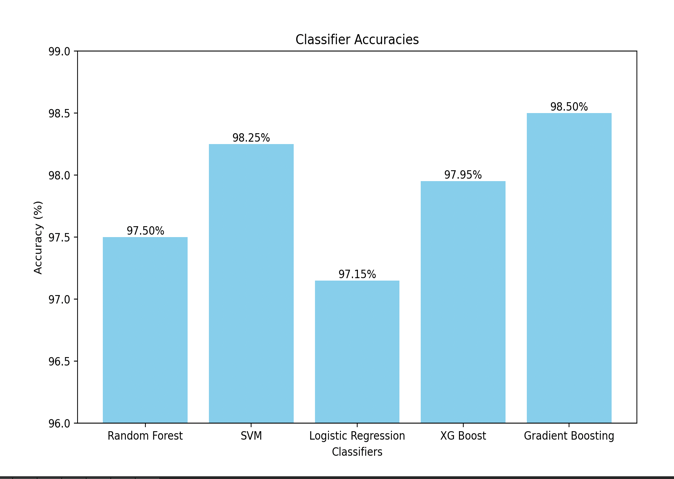 Classifier Accuracies
99.0
98.5
98.0
97.5
97.0
96.5
96.0
Accuracy (%)
97.50%
98.25%
97.15%
97.95%
98.50%
Random Forest
SVM
Logistic Regression
XG Boost
Gradient Boosting
Classifiers